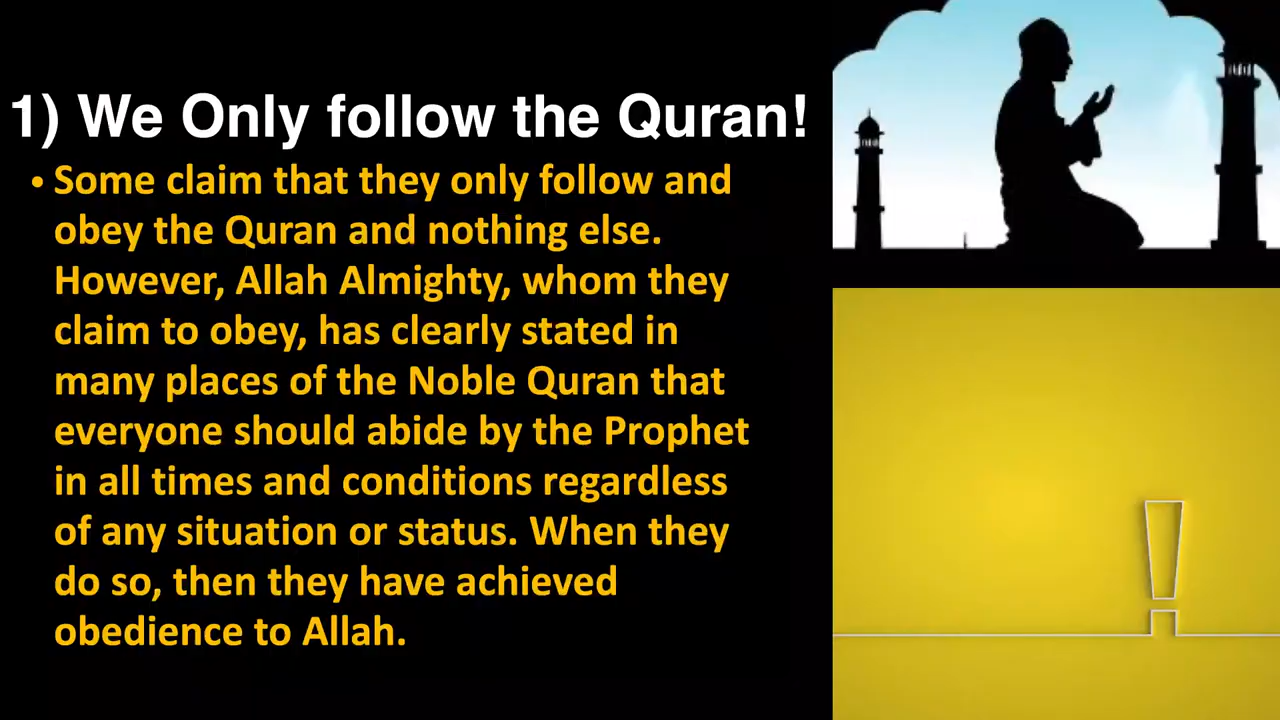 1) We Only follow the Quran!
• Some claim that they only follow and
obey the Quran and nothing else.
However, Allah Almighty, whom they
claim to obey, has clearly stated in
many places of the Noble Quran that
everyone should abide by the Prophet
in all times and conditions regardless
of any situation or status. When they
do so, then they have achieved
obedience to Allah.
!